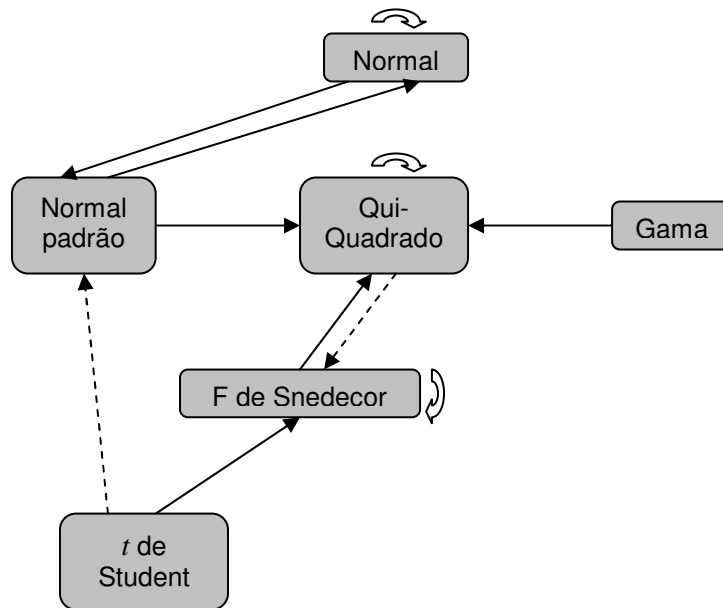 Normal
Normal
padrão
Qui-
Quadrado
Gama
F de Snedecor
t de
Student